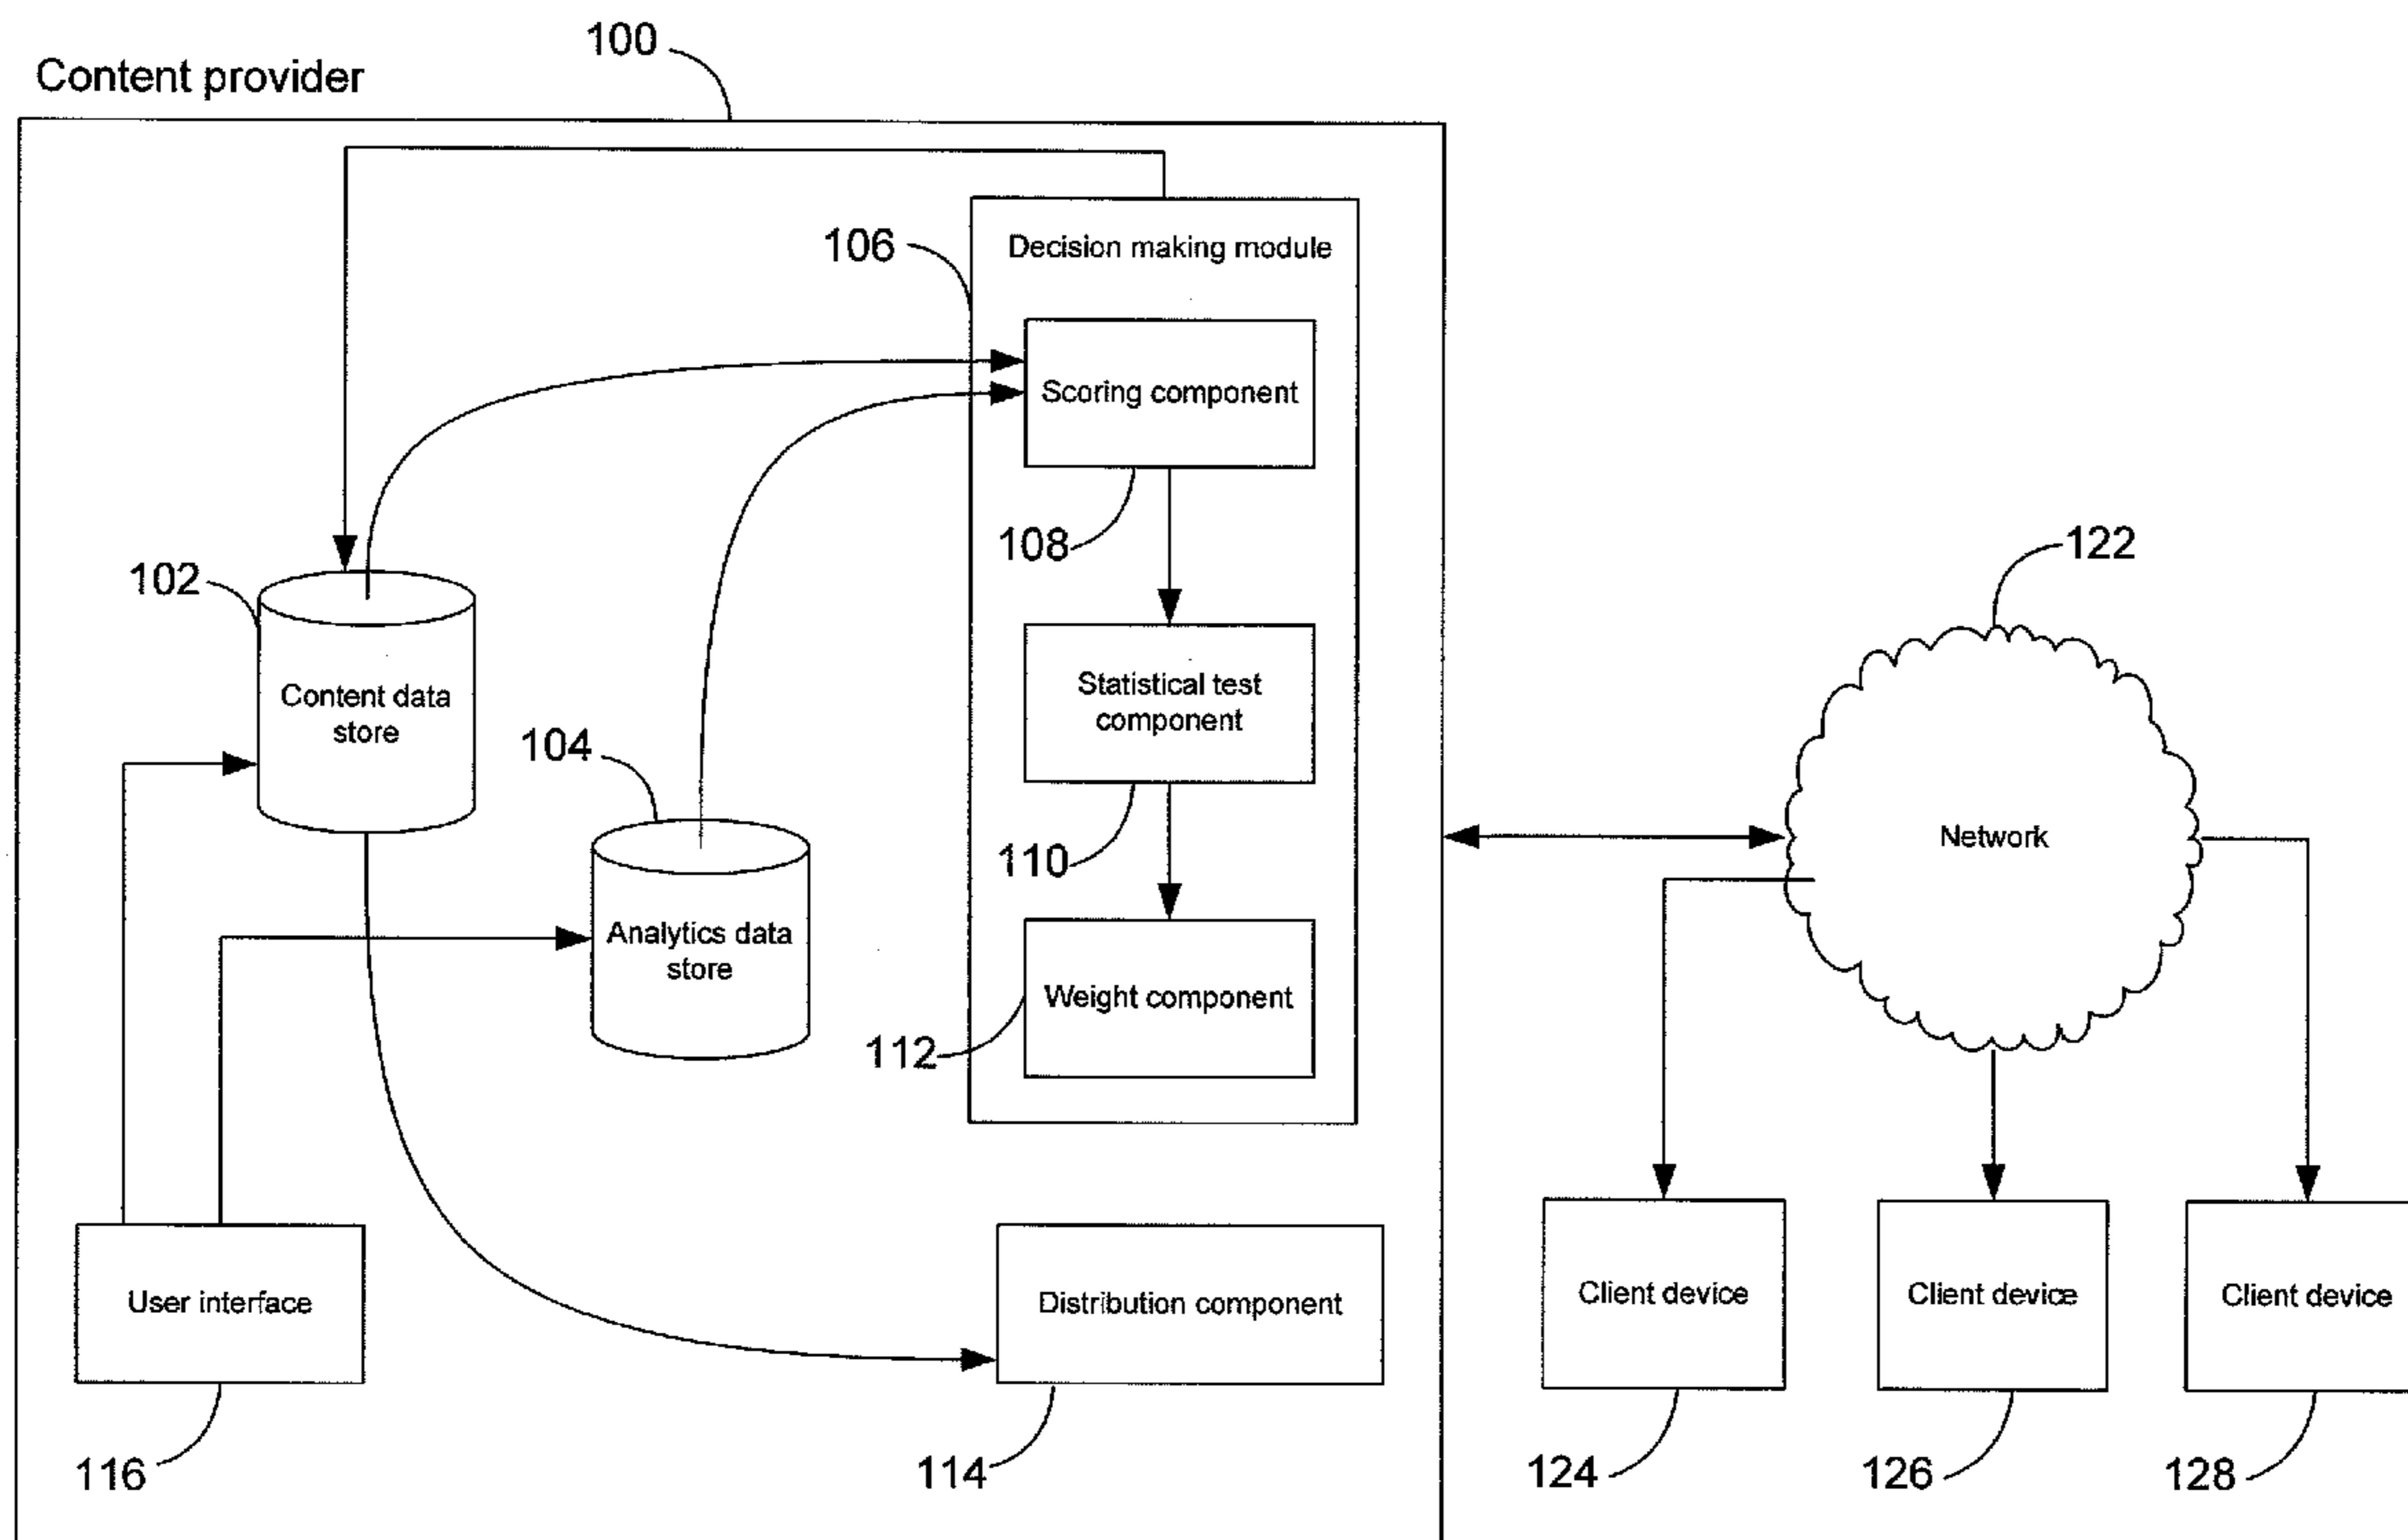 100
Content provider
106
Decision making module
Scoring component
108
122
102
Content data
store
Statistical test
component
104
110
Network
Analytics data
store
Weight component
112
User interface
Distribution component
Client device
Client device
Client device
116
114
124
126
128